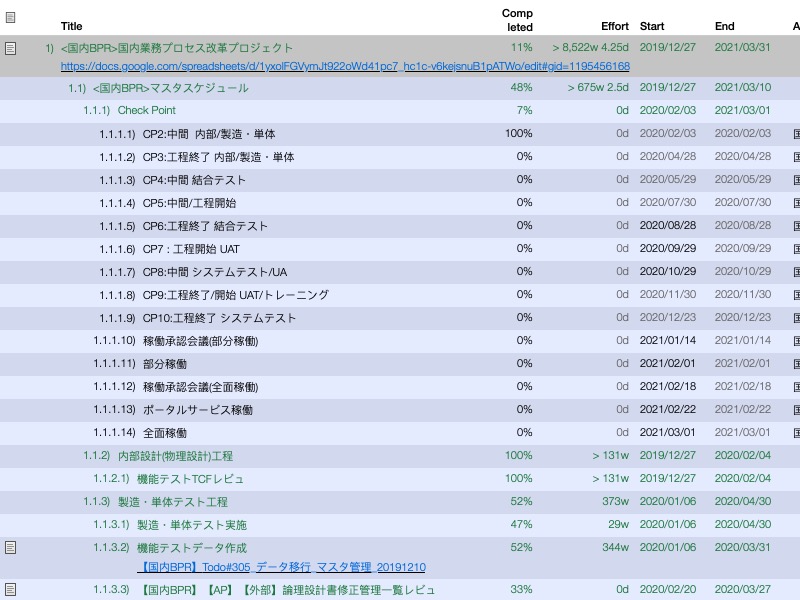 Title Comp leted Effort Start End A
1) <国内BPR>国内業務プロセス改革プロジェクト 11% > 8,522w 4.25d 2019/12/27 2021/03/31
https://docs.google.com/spreadsheets/d/1yxolFGVymJt922oWd41pc7_hc1c-v6kejsnuB1pATWo/edit#gid=1195456168
1.1) <国内BPR>マスタスケジュール 48% > 675w 2.5d 2019/12/27 2021/03/10
1.1.1) Check Point 7% 0d 2020/02/03 2021/03/01
1.1.1.1) CP2:中間 内部/製造・単体 100% 0d 2020/02/03 2020/02/03
1.1.1.2) CP3:工程終了 内部/製造・単体 0% 0d 2020/04/28 2020/04/28
1.1.1.3) CP4:中間 結合テスト 0% 0d 2020/05/29 2020/05/29
1.1.1.4) CP5:中間/工程開始 0% 0d 2020/07/30 2020/07/30
1.1.1.5) CP6:工程終了 結合テスト 0% 0d 2020/08/28 2020/08/28
1.1.1.6) CP7 : 工程開始 UAT 0% 0d 2020/09/29 2020/09/29
1.1.1.7) CP8:中間 システムテスト/UA 0% 0d 2020/10/29 2020/10/29
1.1.1.8) CP9:工程終了/開始 UAT/トレーニング 0% 0d 2020/11/30 2020/11/30
1.1.1.9) CP10:工程終了 システムテスト 0% 0d 2020/12/23 2020/12/23
1.1.1.10) 稼働承認会議(部分稼働) 0% 0d 2021/01/14 2021/01/14
1.1.1.11) 部分稼働 0% 0d 2021/02/01 2021/02/01
1.1.1.12) 稼働承認会議(全面稼働) 0% 0d 2021/02/18 2021/02/18
1.1.1.13) ポータルサービス稼働 0% 0d 2021/02/22 2021/02/22
1.1.1.14) 全面稼働 0% 0d 2021/03/01 2021/03/01
1.1.2) 内部設計(物理設計)工程 100% > 131w 2019/12/27 2020/02/04
1.1.2.1) 機能テストTCFレビュ 100% > 131w 2019/12/27 2020/02/04
1.1.3) 製造・単体テスト工程 52% 373w 2020/01/06 2020/04/30
1.1.3.1) 製造・単体テスト実施 47% 29w 2020/01/06 2020/04/30
1.1.3.2) 機能テストデータ作成 52% 344w 2020/01/06 2020/03/31
【国内BPR】Todo#305_データ移行_マスタ管理_20191210
1.1.3.3) 【国内BPR】【AP】【外部】論理設計書修正管理一覧レビュ 33% 0d 2020/02/20 2020/03/27